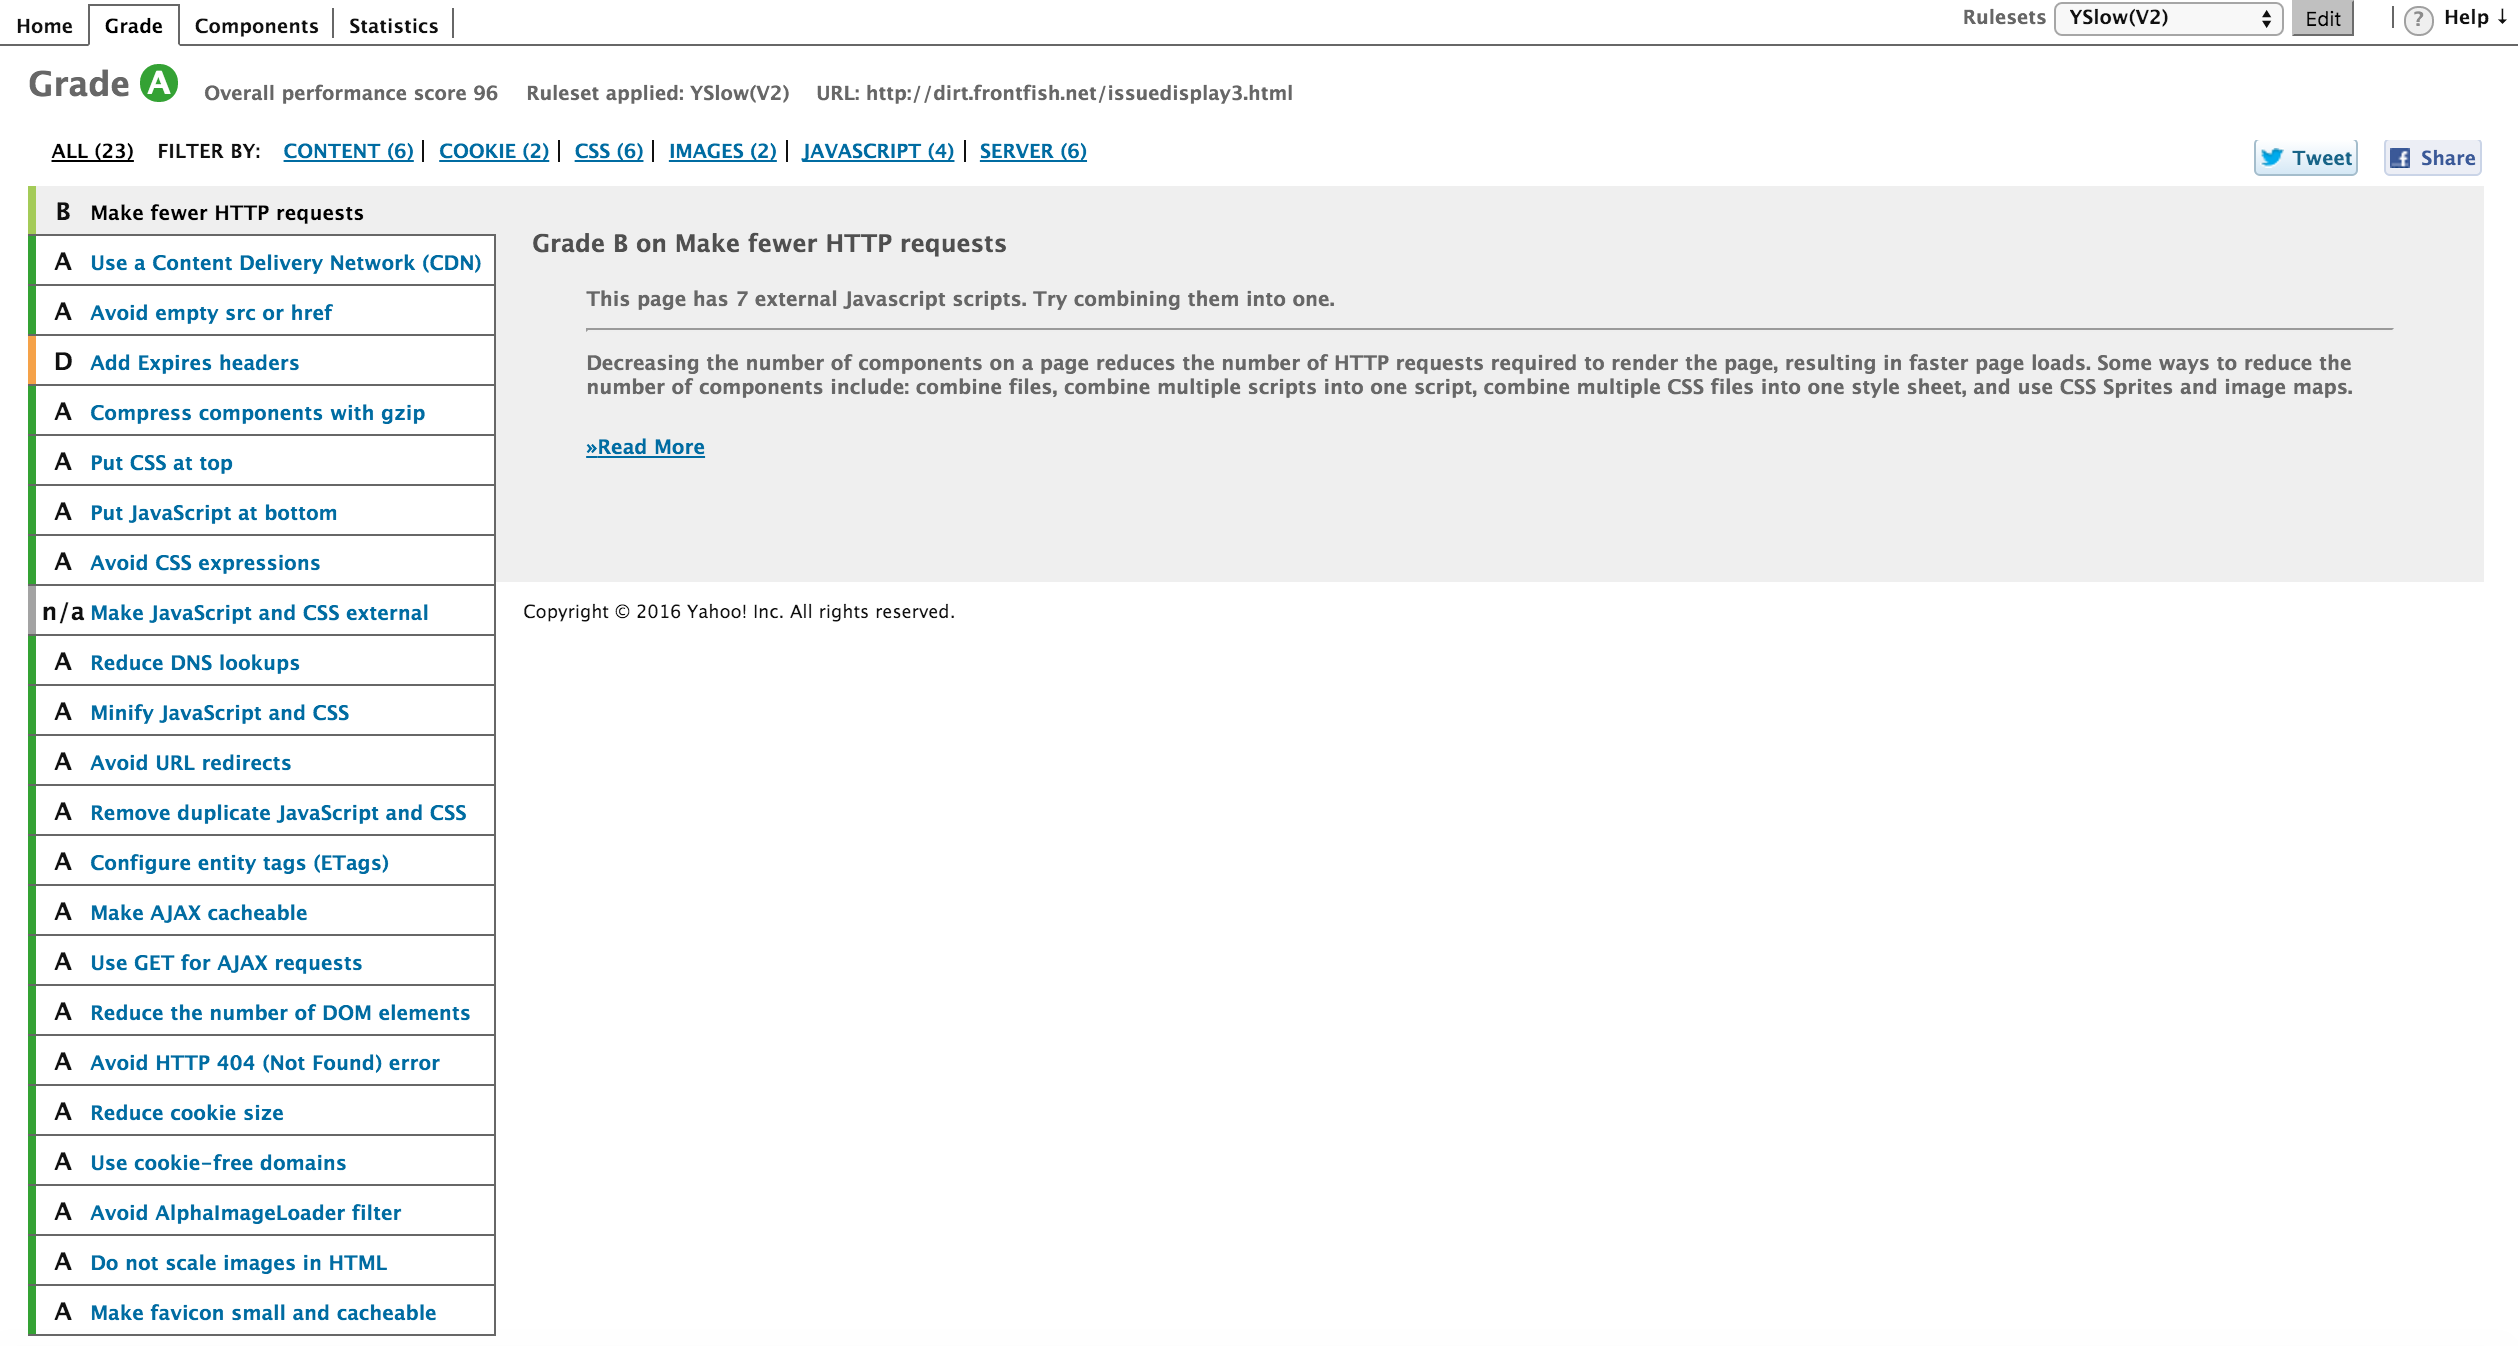 Home Grade Components Statistics Rulesets YSlow(V2) Edit ? Help ↓
Grade A Overall performance score 96 Ruleset applied: YSlow(V2) URL: http://dirt.frontfish.net/issuedisplay3.html
ALL (23) FILTER BY: CONTENT (6) COOKIE (2) CSS (6) IMAGES (2) JAVASCRIPT (4) SERVER (6) Tweet Share
B Make fewer HTTP requests
A Use a Content Delivery Network (CDN)
A Avoid empty src or href
D Add Expires headers
A Compress components with gzip
A Put CSS at top
A Put JavaScript at bottom
A Avoid CSS expressions
n/a Make JavaScript and CSS external
A Reduce DNS lookups
A Minify JavaScript and CSS
A Avoid URL redirects
A Remove duplicate JavaScript and CSS
A Configure entity tags (ETags)
A Make AJAX cacheable
A Use GET for AJAX requests
A Reduce the number of DOM elements
A Avoid HTTP 404 (Not Found) error
A Reduce cookie size
A Use cookie-free domains
A Avoid AlphaImageLoader filter
A Do not scale images in HTML
A Make favicon small and cacheable
Grade B on Make fewer HTTP requests
This page has 7 external Javascript scripts. Try combining them into one.
Decreasing the number of components on a page reduces the number of HTTP requests required to render the page, resulting in faster page loads. Some ways to reduce the
number of components include: combine files, combine multiple scripts into one script, combine multiple CSS files into one style sheet, and use CSS Sprites and image maps.
»Read More
Copyright © 2016 Yahoo! Inc. All rights reserved.